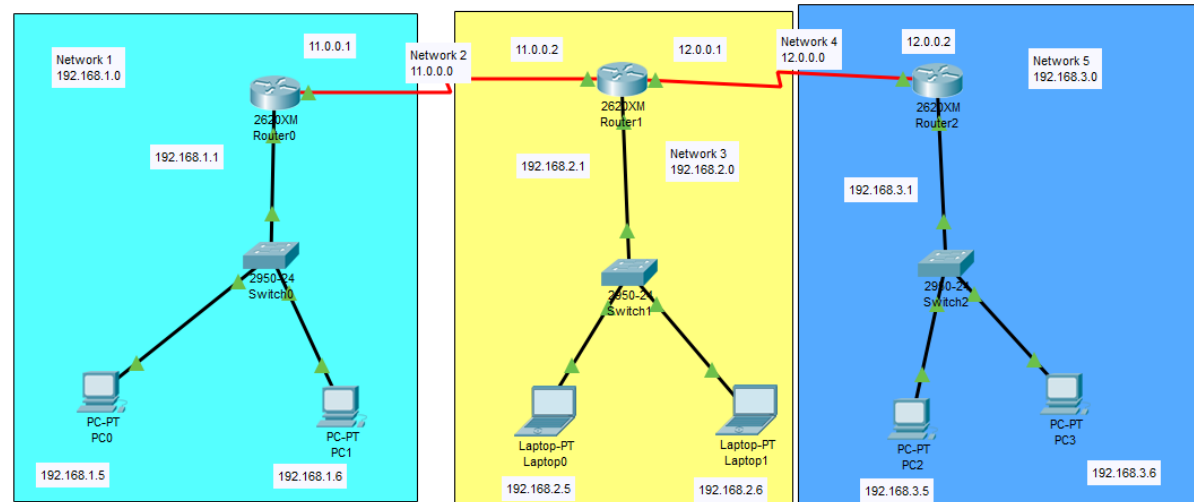 Network 1
192.168.1.0
11.0.0.1
Network 2
11.0.0.0
11.0.0.2
12.0.0.1
Network 4
12.0.0.0
12.0.0.2
Network 5
192.168.3.0
2620XM
Router0
2620XM
Router1
2620XM
Router2
192.168.1.1
192.168.2.1
Network 3
192.168.2.0
192.168.3.1
2950-24
Switch0
2950-24
Switch1
2950-24
Switch2
PC-PT
PC0
PC-PT
PC1
Laptop-PT
Laptop0
Laptop-PT
Laptop1
PC-PT
PC2
PC-PT
PC3
192.168.1.5
192.168.1.6
192.168.2.5
192.168.2.6
192.168.3.5
192.168.3.6